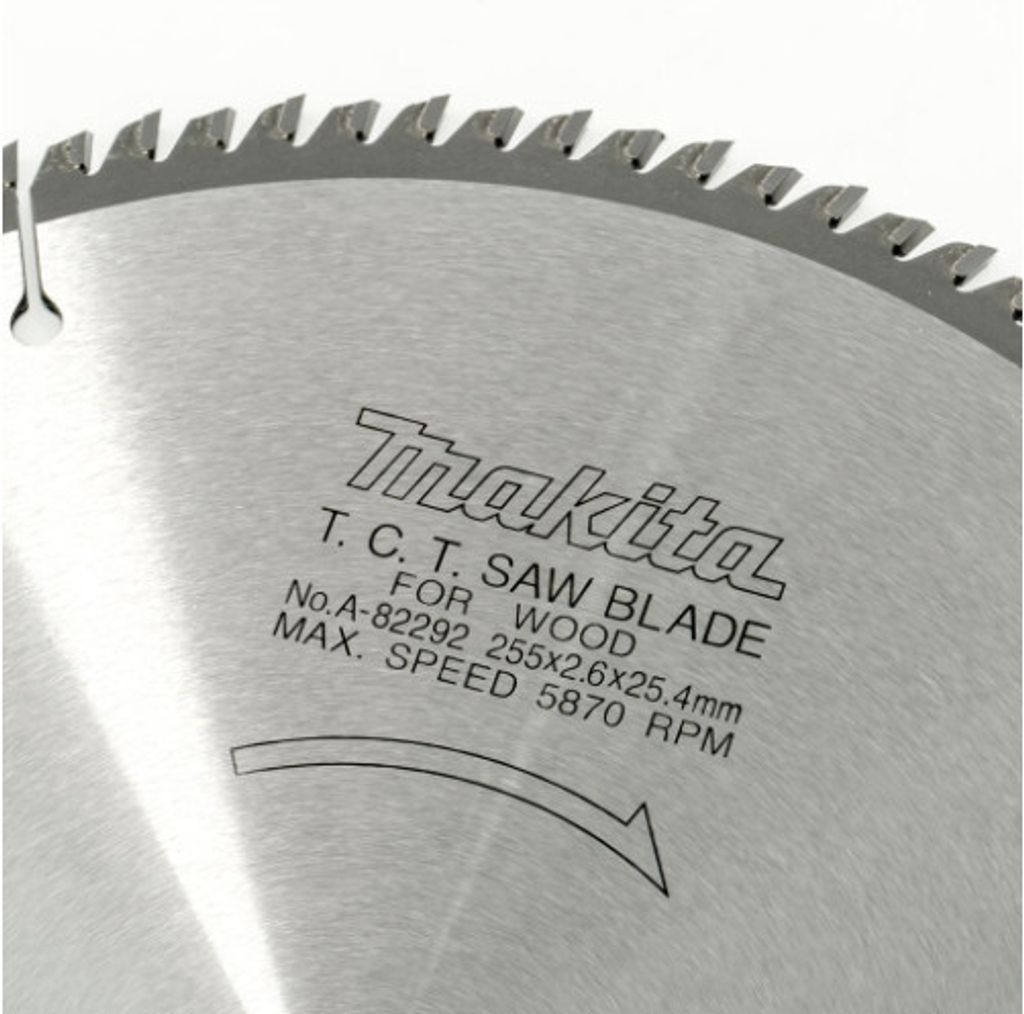 makita
T. C. T. SAW BLADE
FOR WOOD
No.A-82292 255x2.6x25.4mm
MAX. SPEED 5870 RPM